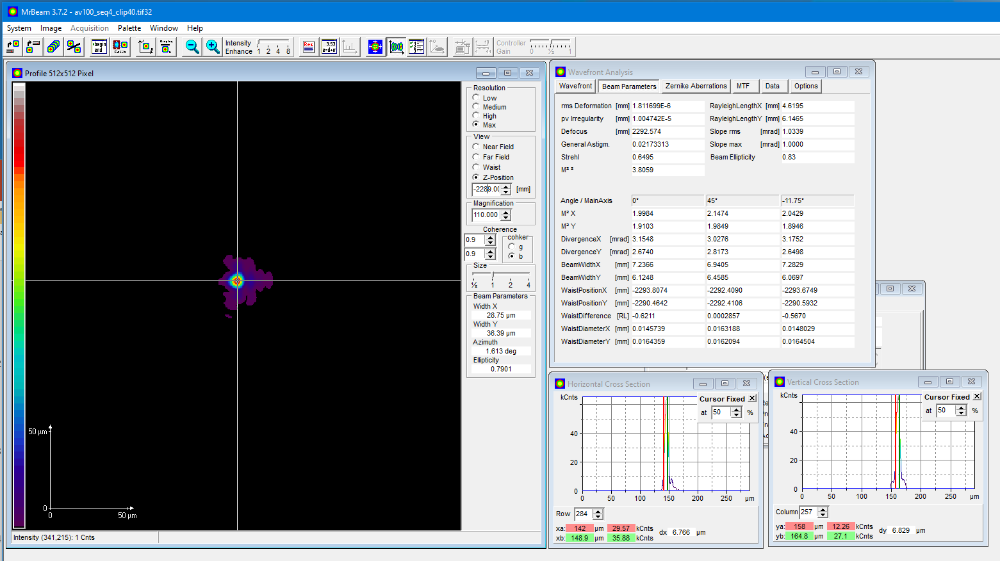 MrBeam 3.7.2 - av100_seq4_clip40.tif32
System Image Acquisition Palette Window Help
begin end Calib Display Intensity Enhance 1 2 4 8 Res 3.53 e=d+n Controller Gain 0 ½ 1
Profile 512x512 Pixel
Resolution
Low
Medium
High
Max
View
Near Field
Far Field
Waist
Z-Position
-2289.00 [mm]
Magnification
110.000
Coherence
0.9
0.9
cohker
g
b
Size
½ 1 2 4
Beam Parameters
Width X
28.75 µm
Width Y
36.39 µm
Azimuth
1.613 deg
Ellipticity
0.7901
50 µm
0
0 50 µm
Intensity (341,215): 1 Cnts
Wavefront Analysis
Wavefront Beam Parameters Zernike Aberrations MTF Data Options
rms Deformation [mm] 1.811699E-6 RayleighLengthX [mm] 4.6195
pv Irregularity [mm] 1.004742E-5 RayleighLengthY [mm] 6.1465
Defocus [mm] 2292.574 Slope rms [mrad] 1.0339
General Astigm. 0.02173313 Slope max [mrad] 1.0000
Strehl 0.6495 Beam Ellipticity 0.83
M² ² 3.8059
Angle / MainAxis 0° 45° -11.75°
M² X 1.9984 2.1474 2.0429
M² Y 1.9103 1.9849 1.8946
DivergenceX [mrad] 3.1548 3.0276 3.1752
DivergenceY [mrad] 2.6740 2.8173 2.6498
BeamWidthX [mm] 7.2366 6.9405 7.2829
BeamWidthY [mm] 6.1248 6.4585 6.0697
WaistPositionX [mm] -2293.8074 -2292.4090 -2293.6749
WaistPositionY [mm] -2290.4642 -2292.4106 -2290.5932
WaistDifference [RL] -0.6211 0.0002857 -0.5670
WaistDiameterX [mm] 0.0145739 0.0163188 0.0148029
WaistDiameterY [mm] 0.0164359 0.0162094 0.0164504
Horizontal Cross Section
kCnts
Cursor Fixed
at 50 %
40
20
0
0 50 100 150 200 250 µm
Row 284
xa: 142 µm 29.57 kCnts
xb: 148.9 µm 35.88 kCnts
dx 6.766 µm
Vertical Cross Section
kCnts
Cursor Fixed
at 50 %
40
20
0
0 50 100 150 200 250 µm
Column 257
ya: 158 µm 12.26 kCnts
yb: 164.8 µm 27.1 kCnts
dy 6.829 µm